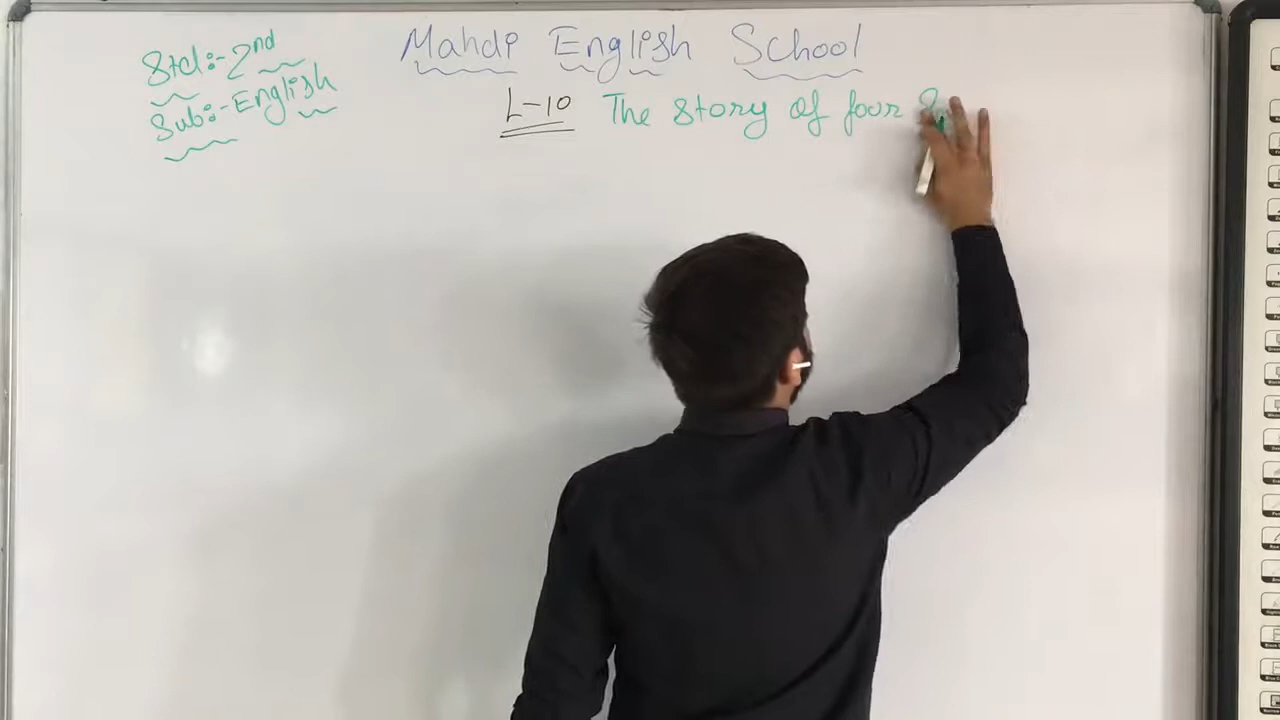 Mahdi English School
Std:- 2nd
Sub:- English
L-10 The story of four